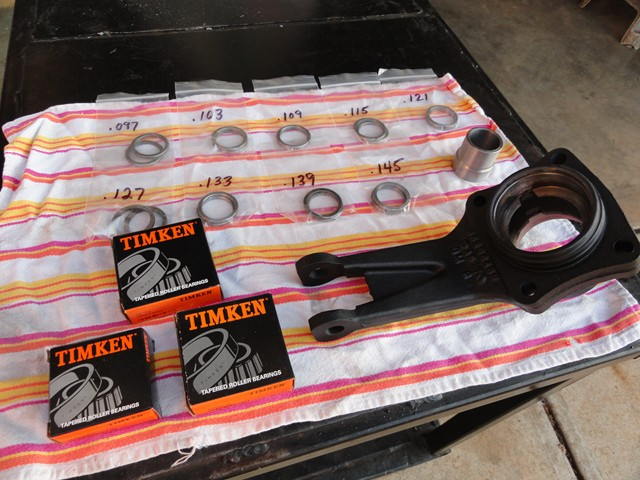 .097
.103
.109
.115
.121
.127
.133
.139
.145
TIMKEN
TAPERED ROLLER BEARINGS
TIMKEN
TAPERED ROLLER BEARINGS
TIMKEN
TAPERED ROLLER BEARINGS